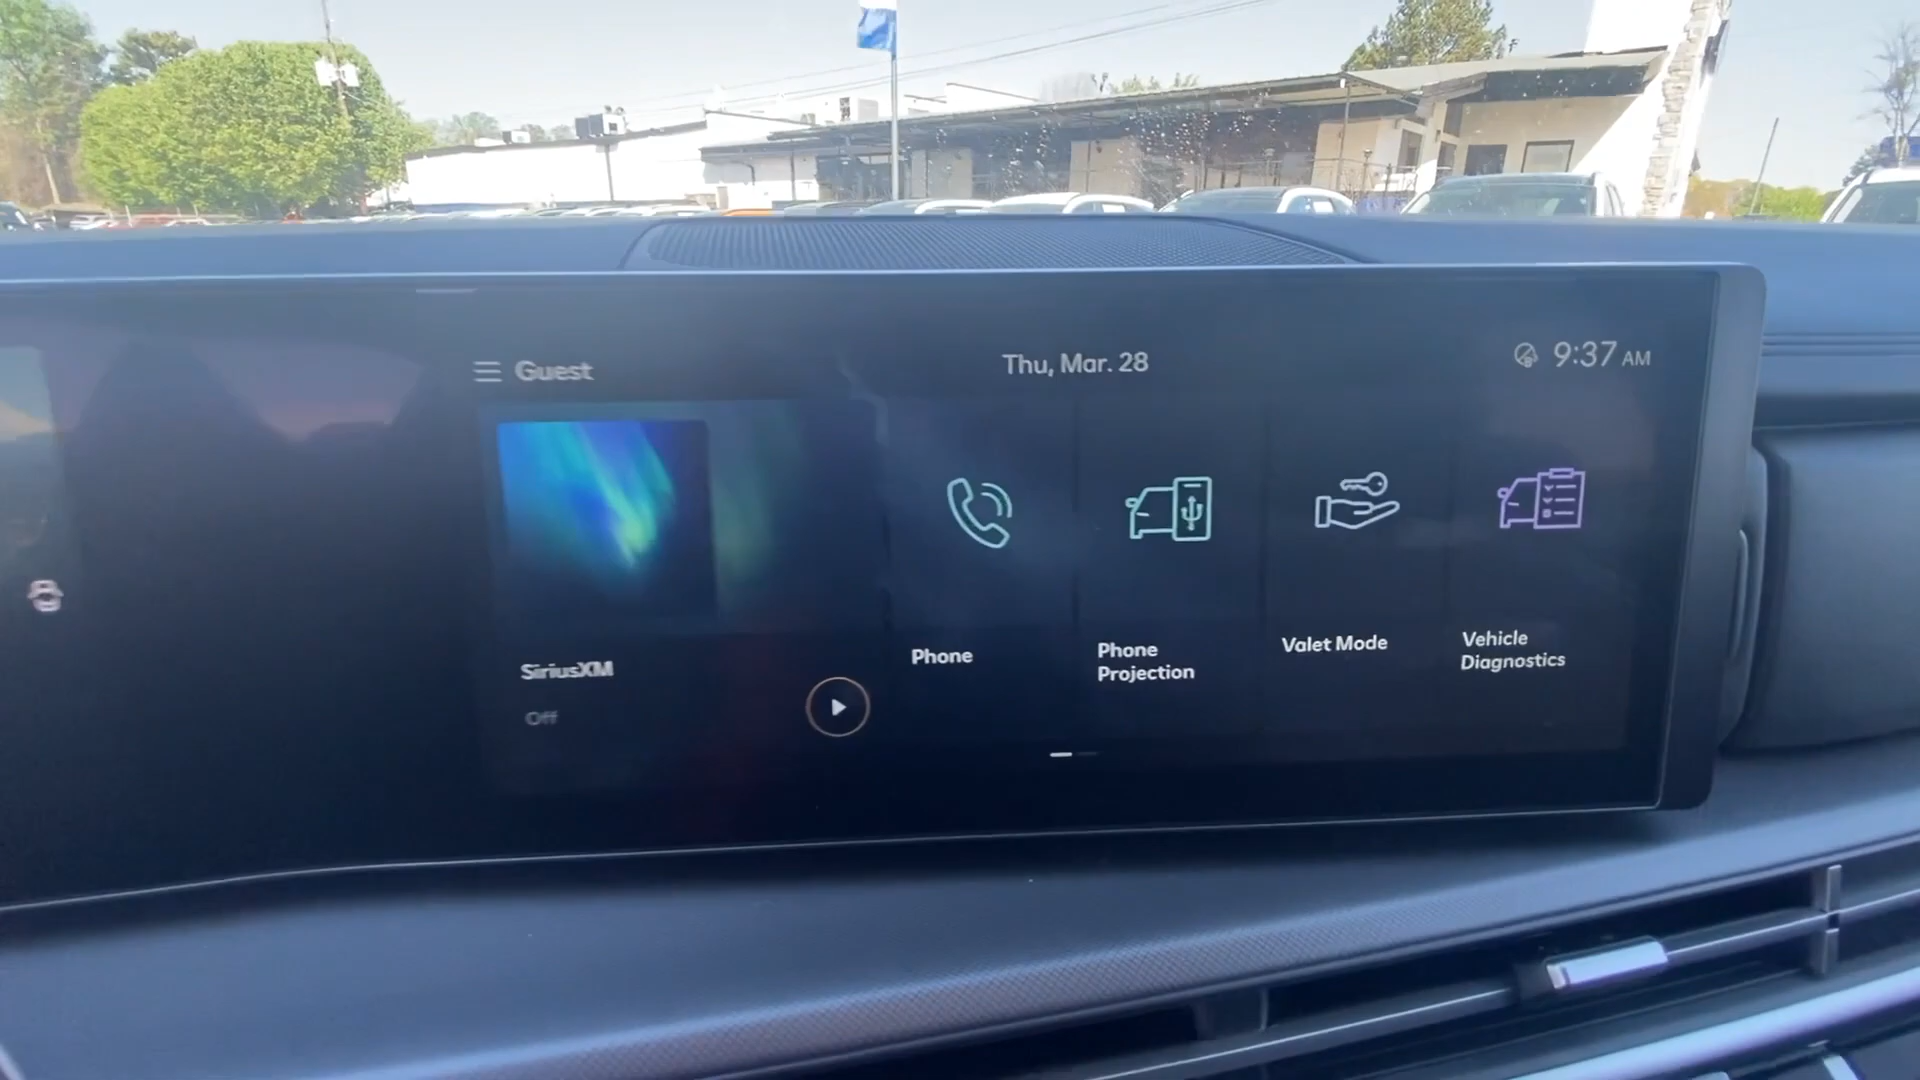 Guest
Thu, Mar. 28
9:37 AM
SiriusXM
Off
Phone
Phone
Projection
Valet Mode
Vehicle
Diagnostics